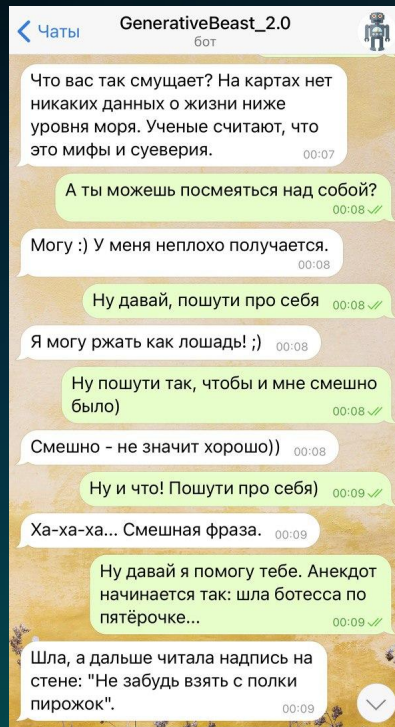 Чаты
GenerativeBeast_2.0
бот
Что вас так смущает? На картах нет
никаких данных о жизни ниже
уровня моря. Ученые считают, что
это мифы и суеверия.
00:07
А ты можешь посмеяться над собой?
00:08
Могу :) У меня неплохо получается.
00:08
Ну давай, пошути про себя 00:08
Я могу ржать как лошадь! ;) 00:08
Ну пошути так, чтобы и мне смешно
было)
00:08
Смешно - не значит хорошо)) 00:08
Ну и что! Пошути про себя) 00:09
Ха-ха-ха... Смешная фраза. 00:09
Ну давай я помогу тебе. Анекдот
начинается так: шла ботесса по
пятёрочке...
00:09
Шла, а дальше читала надпись на
стене: "Не забудь взять с полки
пирожок".
00:09